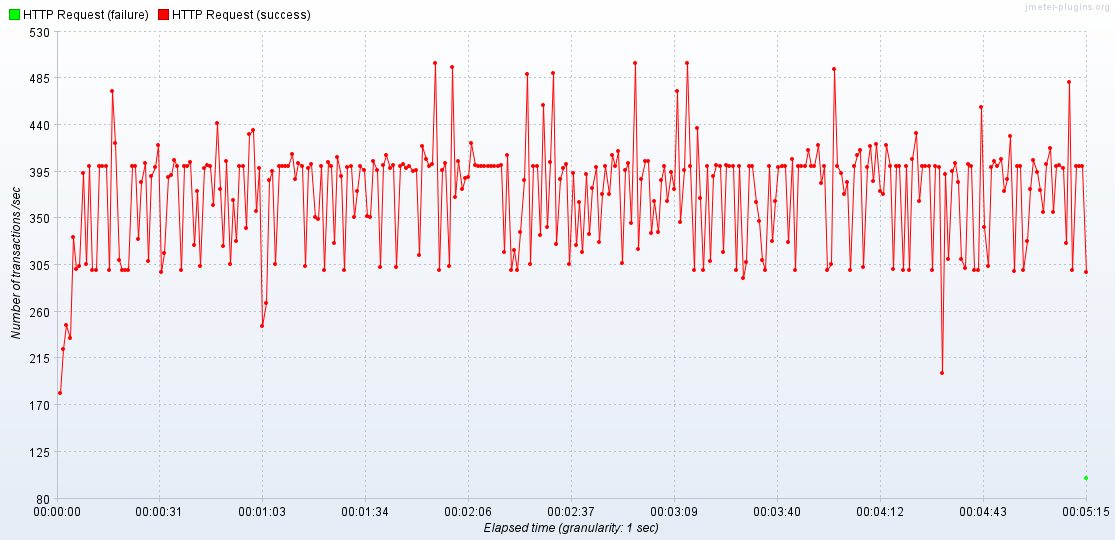 HTTP Request (failure) HTTP Request (success)
jmeter-plugins.org
530
485
440
395
350
305
260
215
170
125
80
Number of transactions /sec
00:00:00 00:00:31 00:01:03 00:01:34 00:02:06 00:02:37 00:03:09 00:03:40 00:04:12 00:04:43 00:05:15
Elapsed time (granularity: 1 sec)